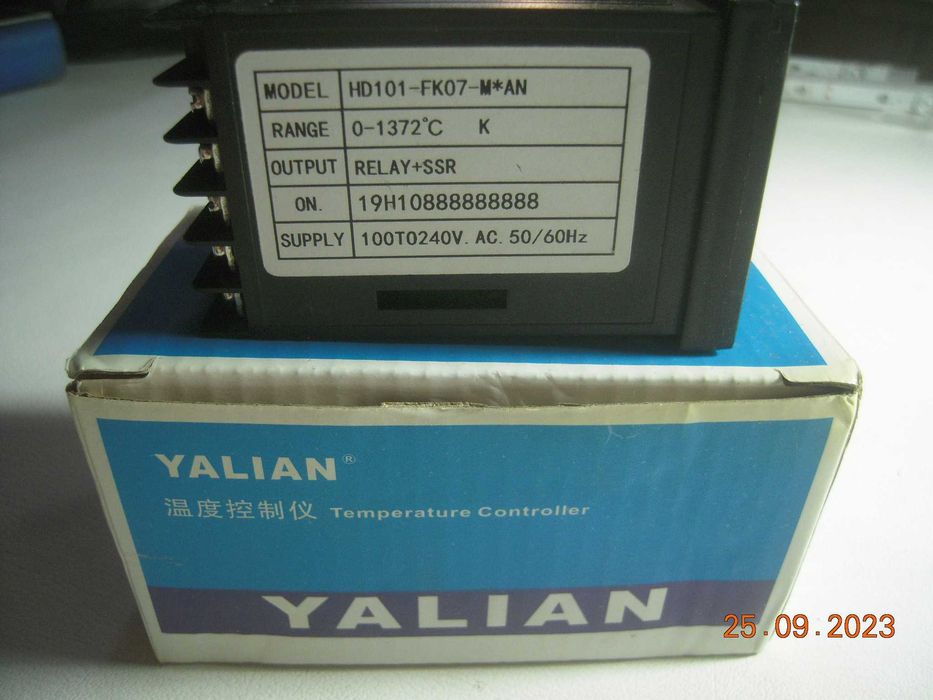 MODEL HD101-FK07-M*AN
RANGE 0-1372℃ K
OUTPUT RELAY+SSR
ON. 19H10888888888
SUPPLY 100TO240V. AC. 50/60Hz
YALIAN®
温度控制仪 Temperature Controller
YALIAN
25.09.2023